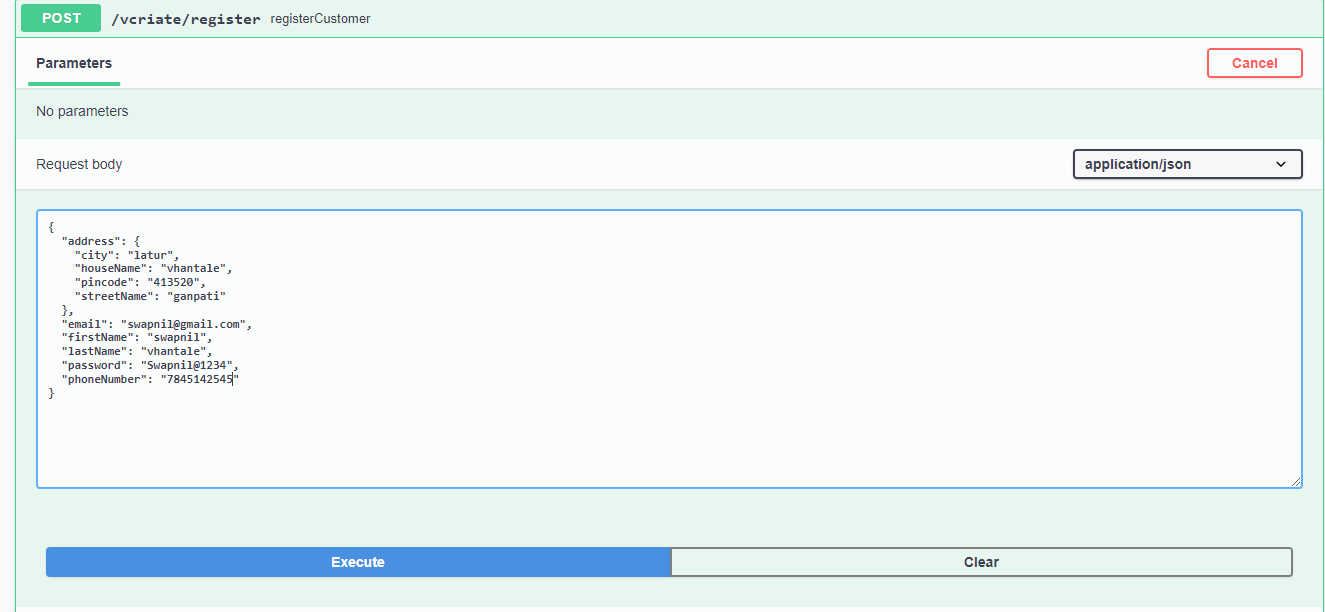 POST /vcriate/register registerCustomer
Parameters Cancel
No parameters
Request body application/json
{
"address": {
"city": "latur",
"houseName": "vhantale",
"pincode": "413520",
"streetName": "ganpati"
},
"email": "swapnil@gmail.com",
"firstName": "swapnil",
"lastName": "vhantale",
"password": "Swapnil@1234",
"phoneNumber": "7845142545"
}
Execute Clear